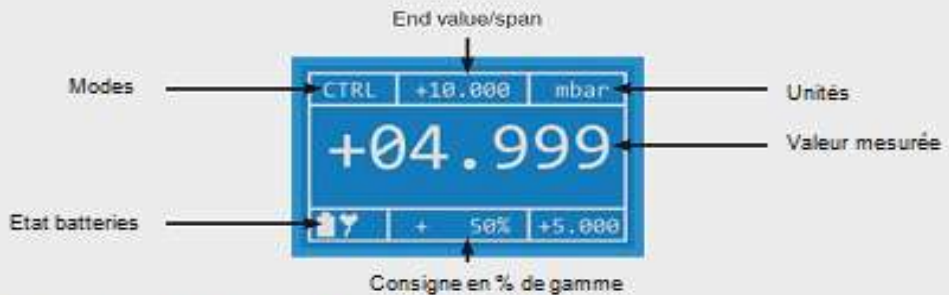 End value/span
Modes
CTRL +10.000 mbar
Unités
+04.999
Valeur mesurée
Etat batteries
+ 50% +5.000
Consigne en % de gamme